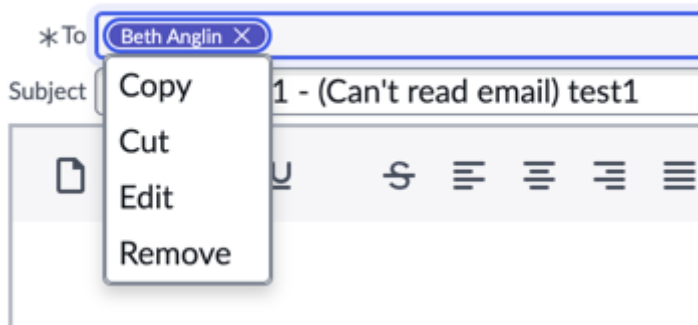 * To Beth Anglin ×
Copy
Subject 1 - (Can't read email) test1
Cut
Edit
Remove